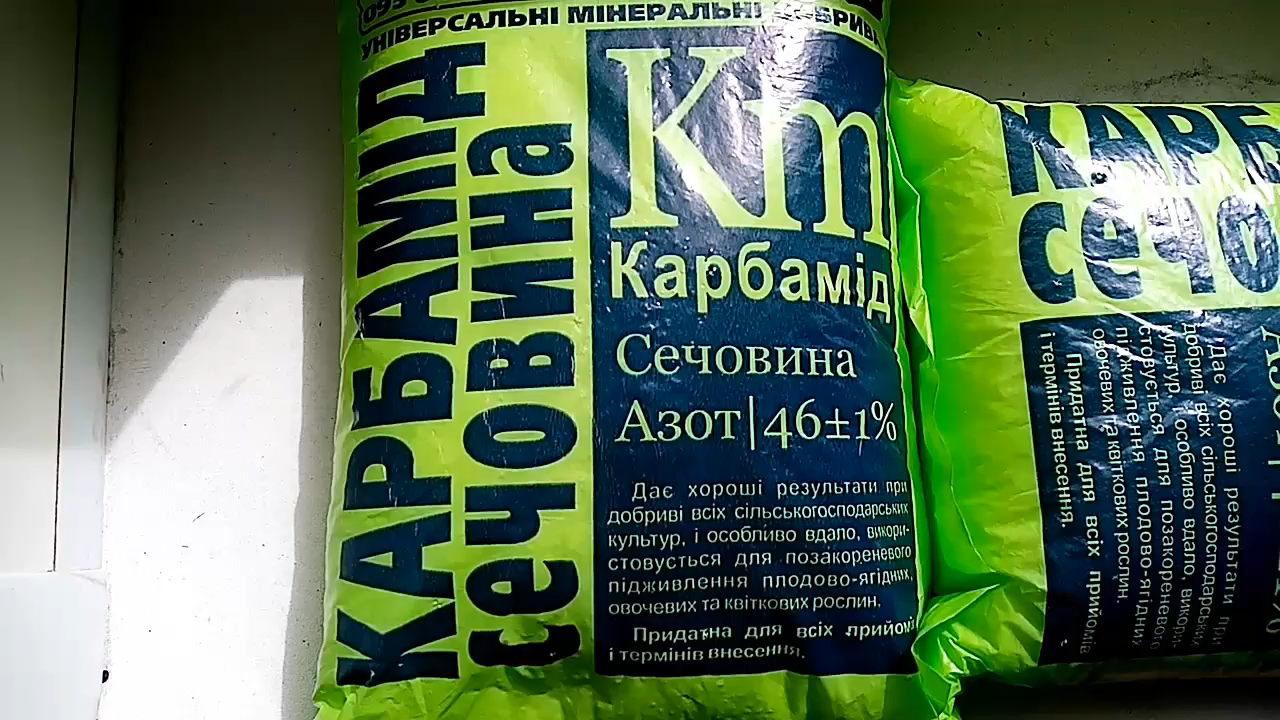 095
УНІВЕРСАЛЬНІ МІНЕРАЛЬНІ
КАРБАМІД
сечовина
Km
Карбамід
Сечовина
Азот|46±1%
Дає хороші результати при
добриві всіх сільськогосподарських
культур, і особливо вдало, викори-
стовується для позакореневого
підживлення плодово-ягідних,
овочевих та квіткових рослин.
Придатна для всіх прийомів
і термінів внесення.
КАРБ
сечо
Дає хороші результати при
добриві всіх сільськогосподарських
культур, і особливо вдало, викори-
стовується для позакореневого
підживлення плодово-ягідних
овочевих та квіткових рослин.
Придатна для всіх прийомів
і термінів внесення.